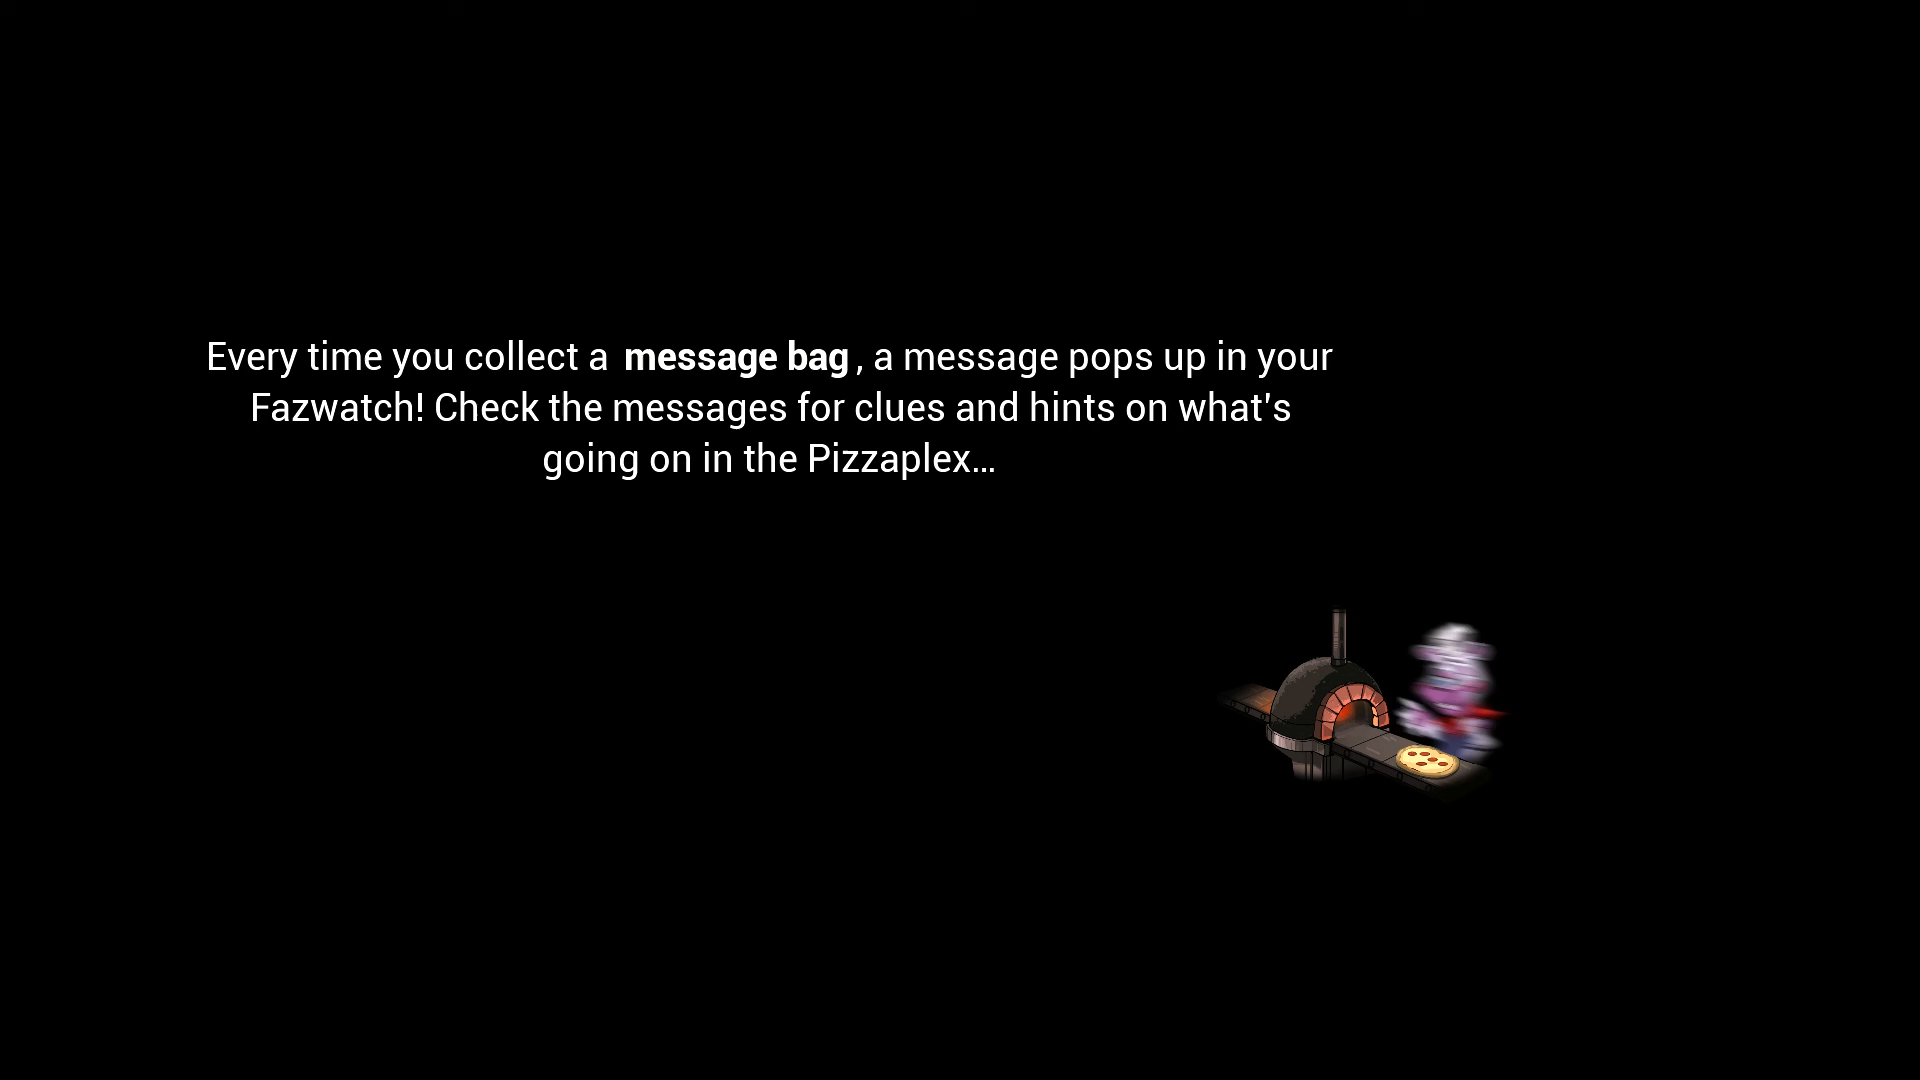 Every time you collect a message bag, a message pops up in your
Fazwatch! Check the messages for clues and hints on what's
going on in the Pizzaplex...